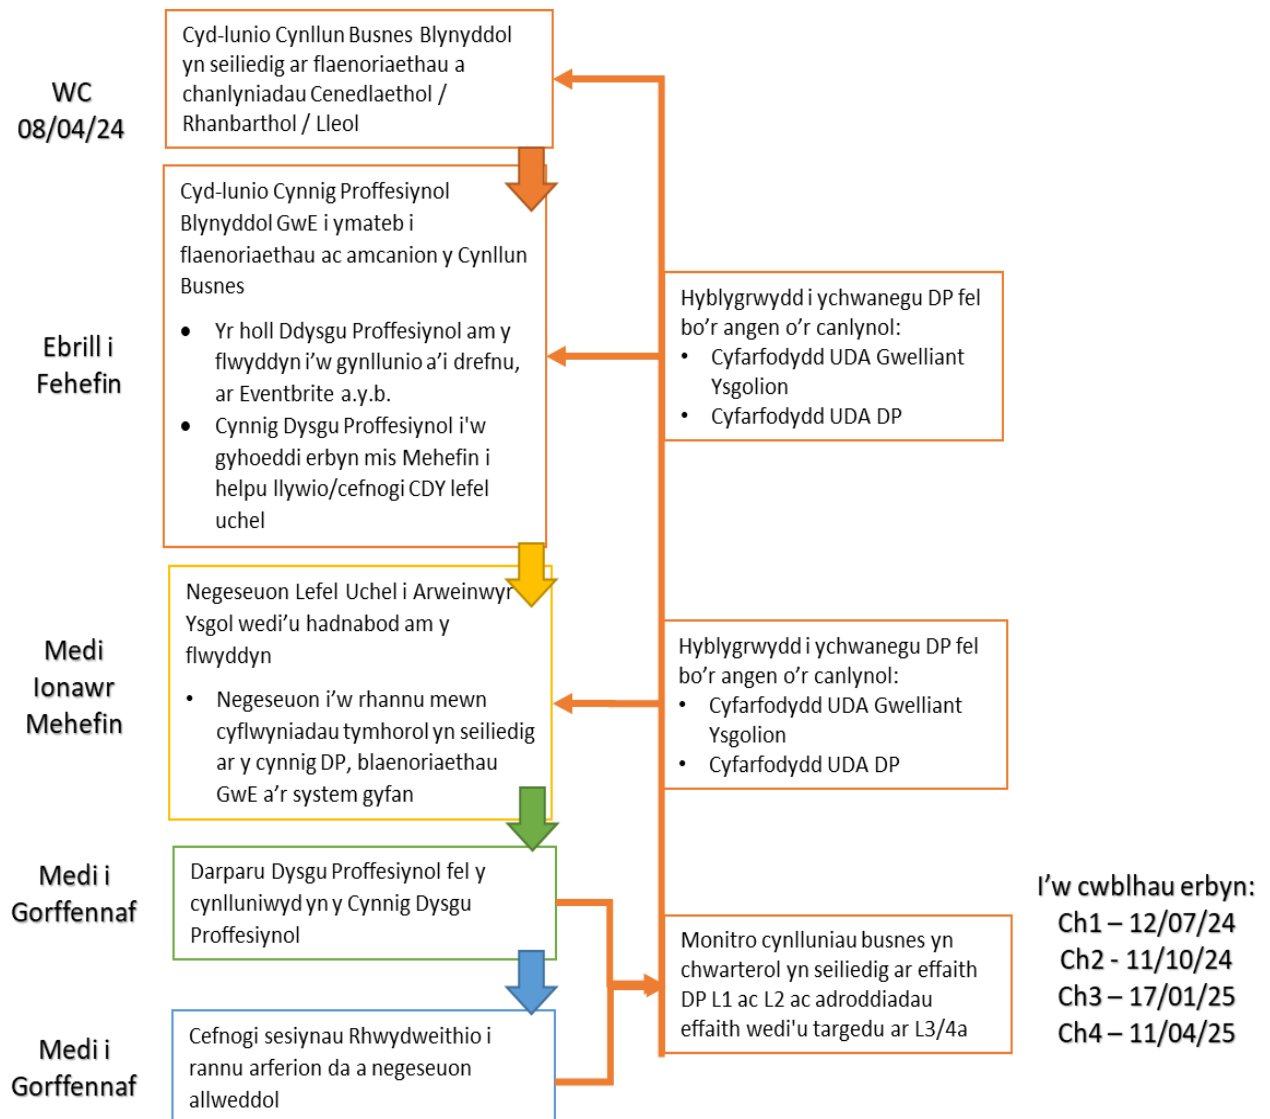 WC
08/04/24
Cyd-lunio Cynllun Busnes Blynyddol
yn seiliedig ar flaenoriaethau a
chanlyniadau Cenedlaethol /
Rhanbarthol / Lleol
Ebrill i
Fehefin
Cyd-lunio Cynnig Proffesiynol
Blynyddol GwE i ymateb i
flaenoriaethau ac amcanion y Cynllun
Busnes
● Yr holl Ddysgu Proffesiynol am y
flwyddyn i'w gynllunio a'i drefnu,
ar Eventbrite a.y.b.
● Cynnig Dysgu Proffesiynol i'w
gyhoeddi erbyn mis Mehefin i
helpu llywio/cefnogi CDY lefel
uchel
Hyblygrwydd i ychwanegu DP fel
bo'r angen o'r canlynol:
• Cyfarfodydd UDA Gwelliant
Ysgolion
• Cyfarfodydd UDA DP
Medi
Ionawr
Mehefin
Negeseuon Lefel Uchel i Arweinwyr
Ysgol wedi'u hadnabod am y
flwyddyn
• Negeseuon i'w rhannu mewn
cyflwyniadau tymhorol yn seiliedig
ar y cynnig DP, blaenoriaethau
GwE a'r system gyfan
Hyblygrwydd i ychwanegu DP fel
bo'r angen o'r canlynol:
• Cyfarfodydd UDA Gwelliant
Ysgolion
• Cyfarfodydd UDA DP
Medi i
Gorffennaf
Darparu Dysgu Proffesiynol fel y
cynlluniwyd yn y Cynnig Dysgu
Proffesiynol
Medi i
Gorffennaf
Cefnogi sesiynau Rhwydweithio i
rannu arferion da a negeseuon
allweddol
Monitro cynlluniau busnes yn
chwarterol yn seiliedig ar effaith
DP L1 ac L2 ac adroddiadau
effaith wedi'u targedu ar L3/4a
I'w cwblhau erbyn:
Ch1 – 12/07/24
Ch2 - 11/10/24
Ch3 – 17/01/25
Ch4 – 11/04/25